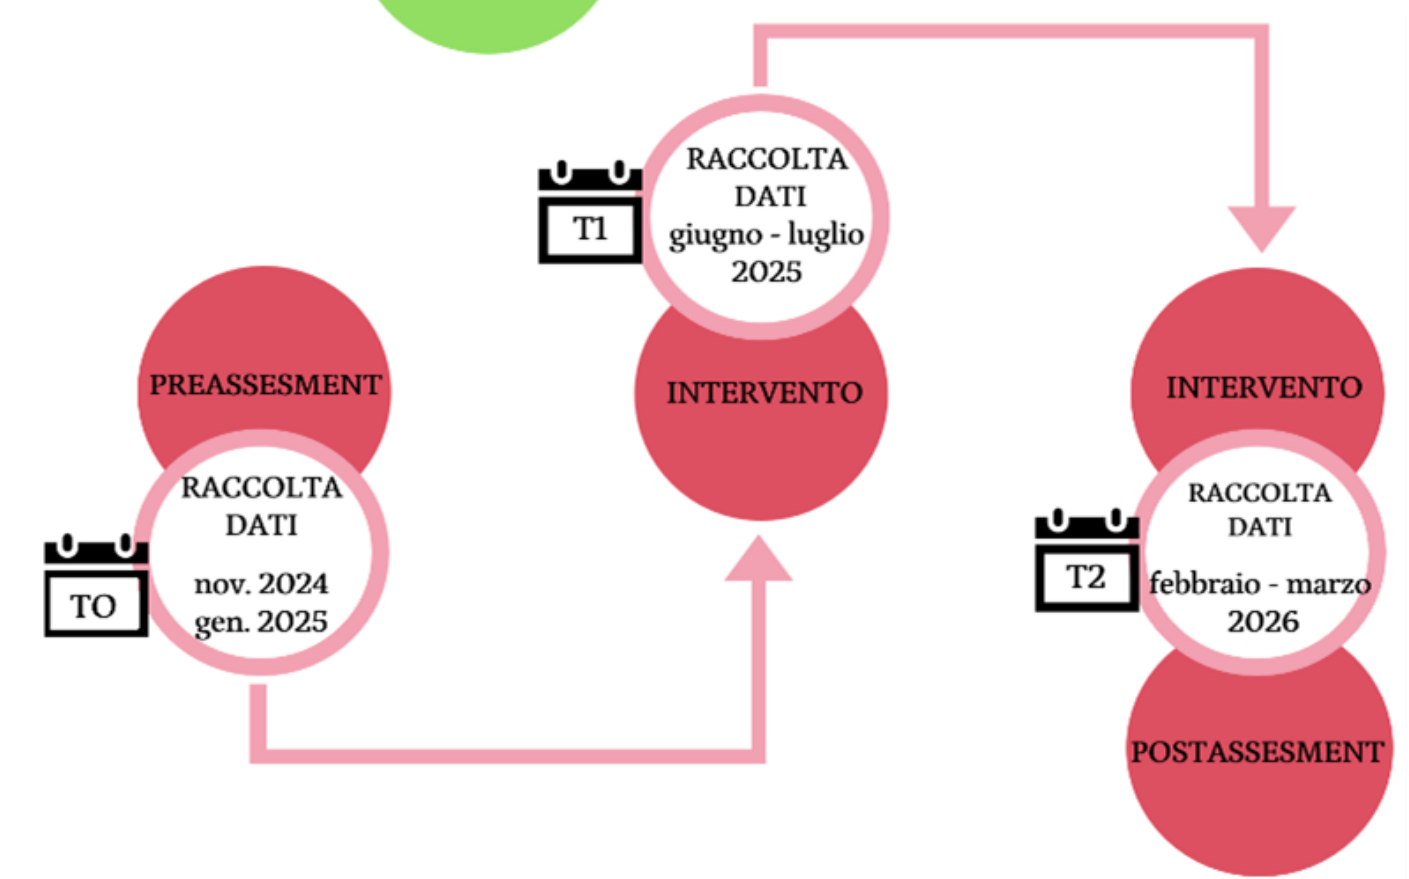 PREASSESMENT
RACCOLTA
DATI
nov. 2024
gen. 2025
TO
T1
RACCOLTA
DATI
giugno - luglio
2025
INTERVENTO
INTERVENTO
RACCOLTA
DATI
T2
febbraio - marzo
2026
POSTASSESMENT